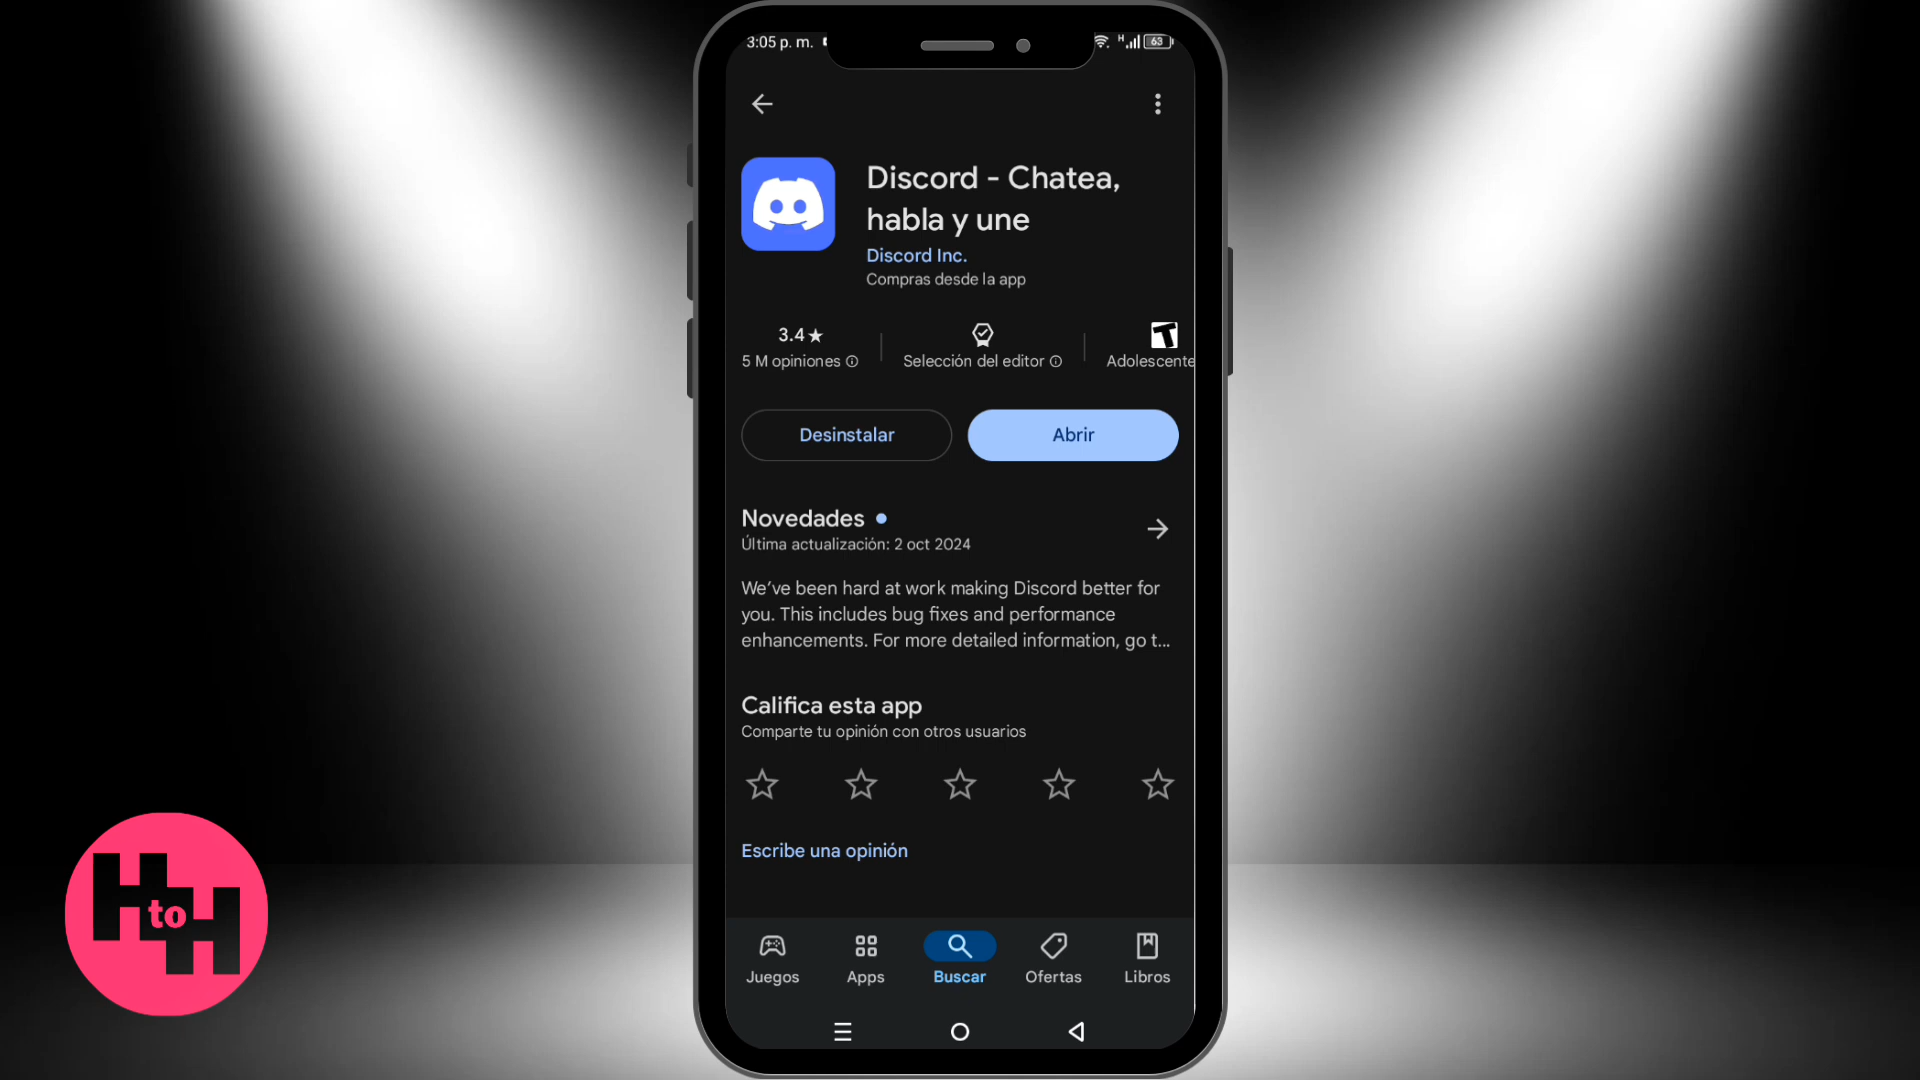 3:05 p. m.
H
63
Discord - Chatea,
habla y une
Discord Inc.
Compras desde la app
3.4★
5 M opiniones
Selección del editor
T
Adolescente
Desinstalar
Abrir
Novedades
Última actualización: 2 oct 2024
We've been hard at work making Discord better for
you. This includes bug fixes and performance
enhancements. For more detailed information, go t...
Califica esta app
Comparte tu opinión con otros usuarios
Escribe una opinión
H to H
Juegos
Apps
Buscar
Ofertas
Libros